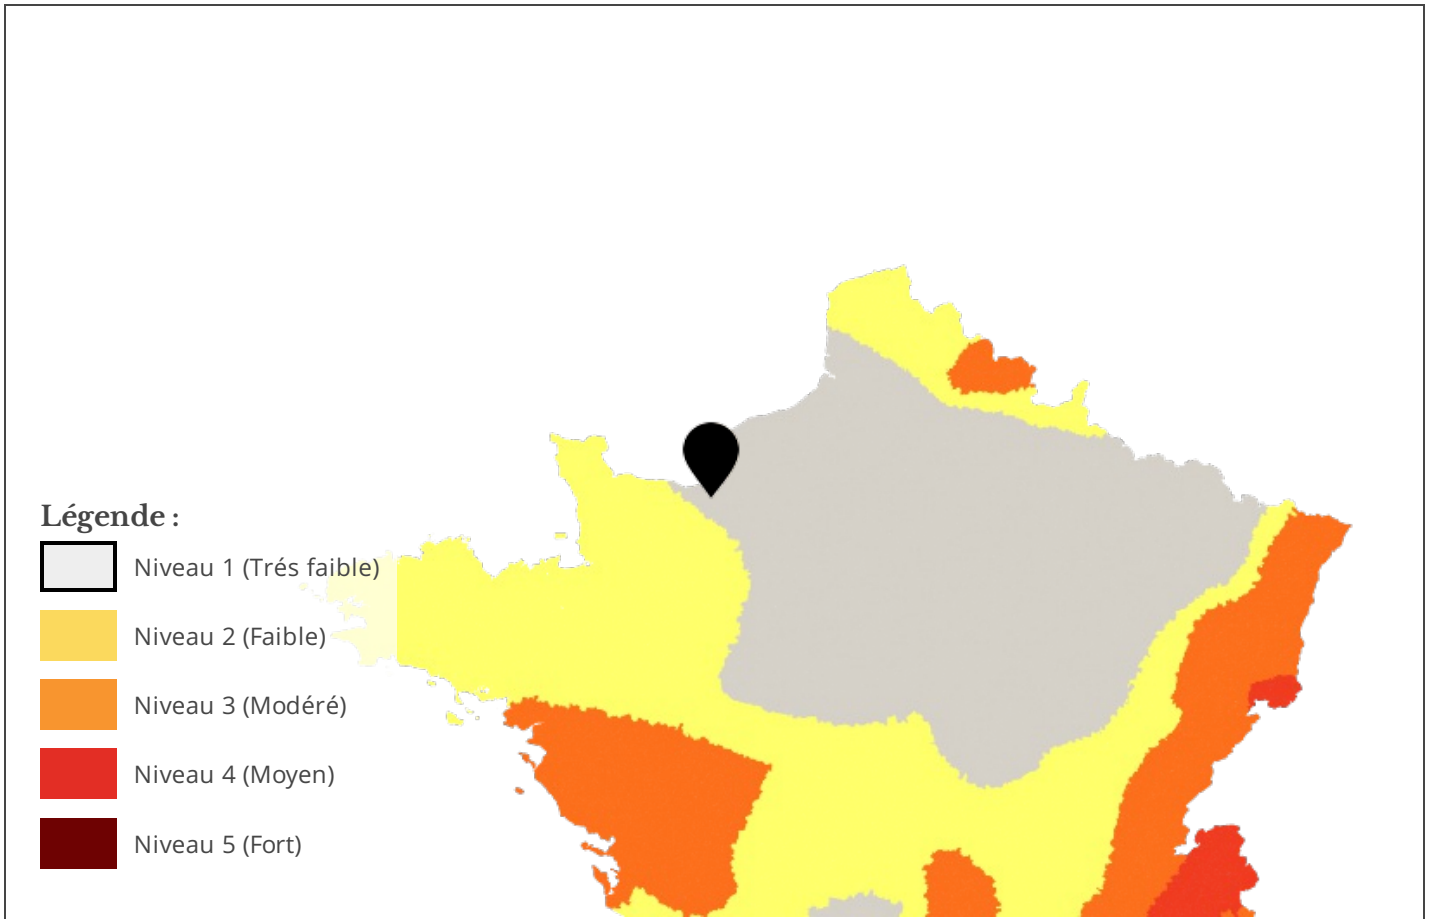 Légende :
Niveau 1 (Trés faible)
Niveau 2 (Faible)
Niveau 3 (Modéré)
Niveau 4 (Moyen)
Niveau 5 (Fort)